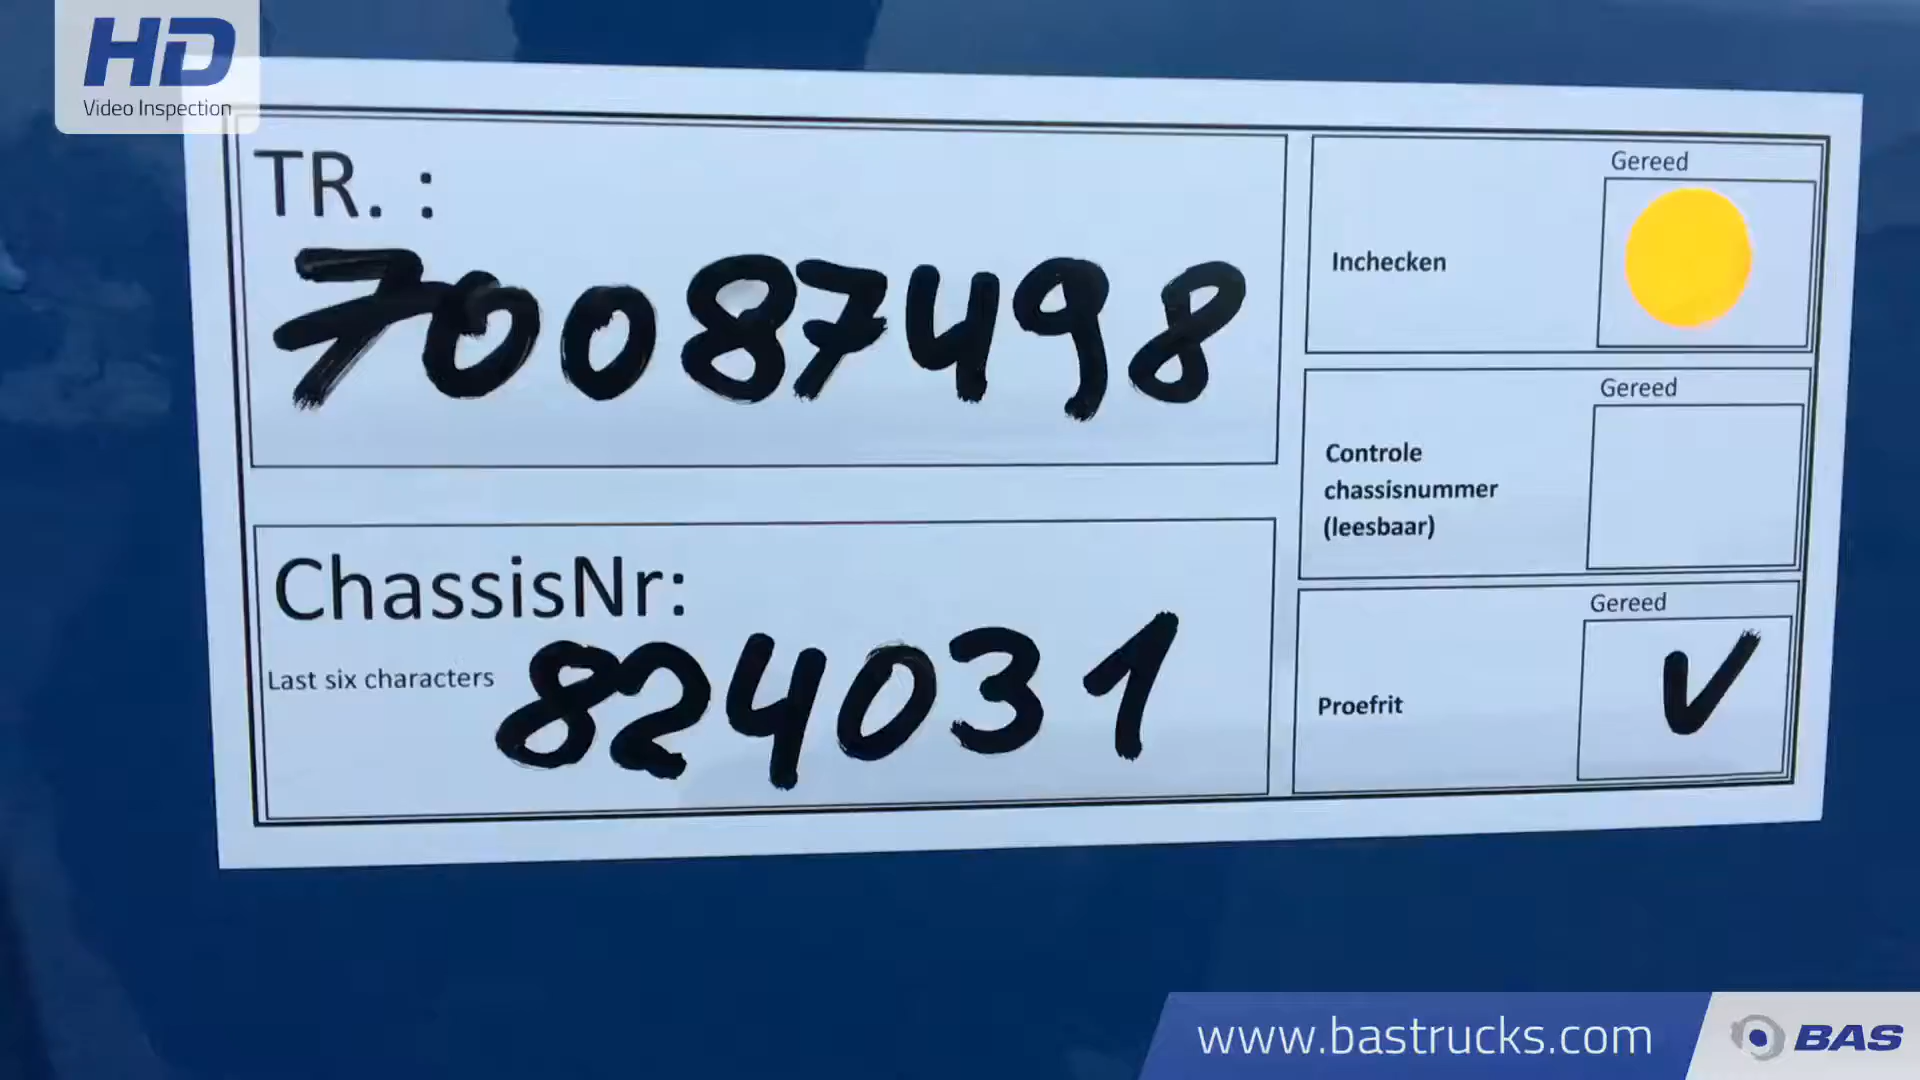 HD
Video Inspection
TR. :
70087498
ChassisNr:
Last six characters
824031
Gereed
Inchecken
Gereed
Controle
chassisnummer
(leesbaar)
Gereed
Proefrit
www.bastrucks.com
BAS